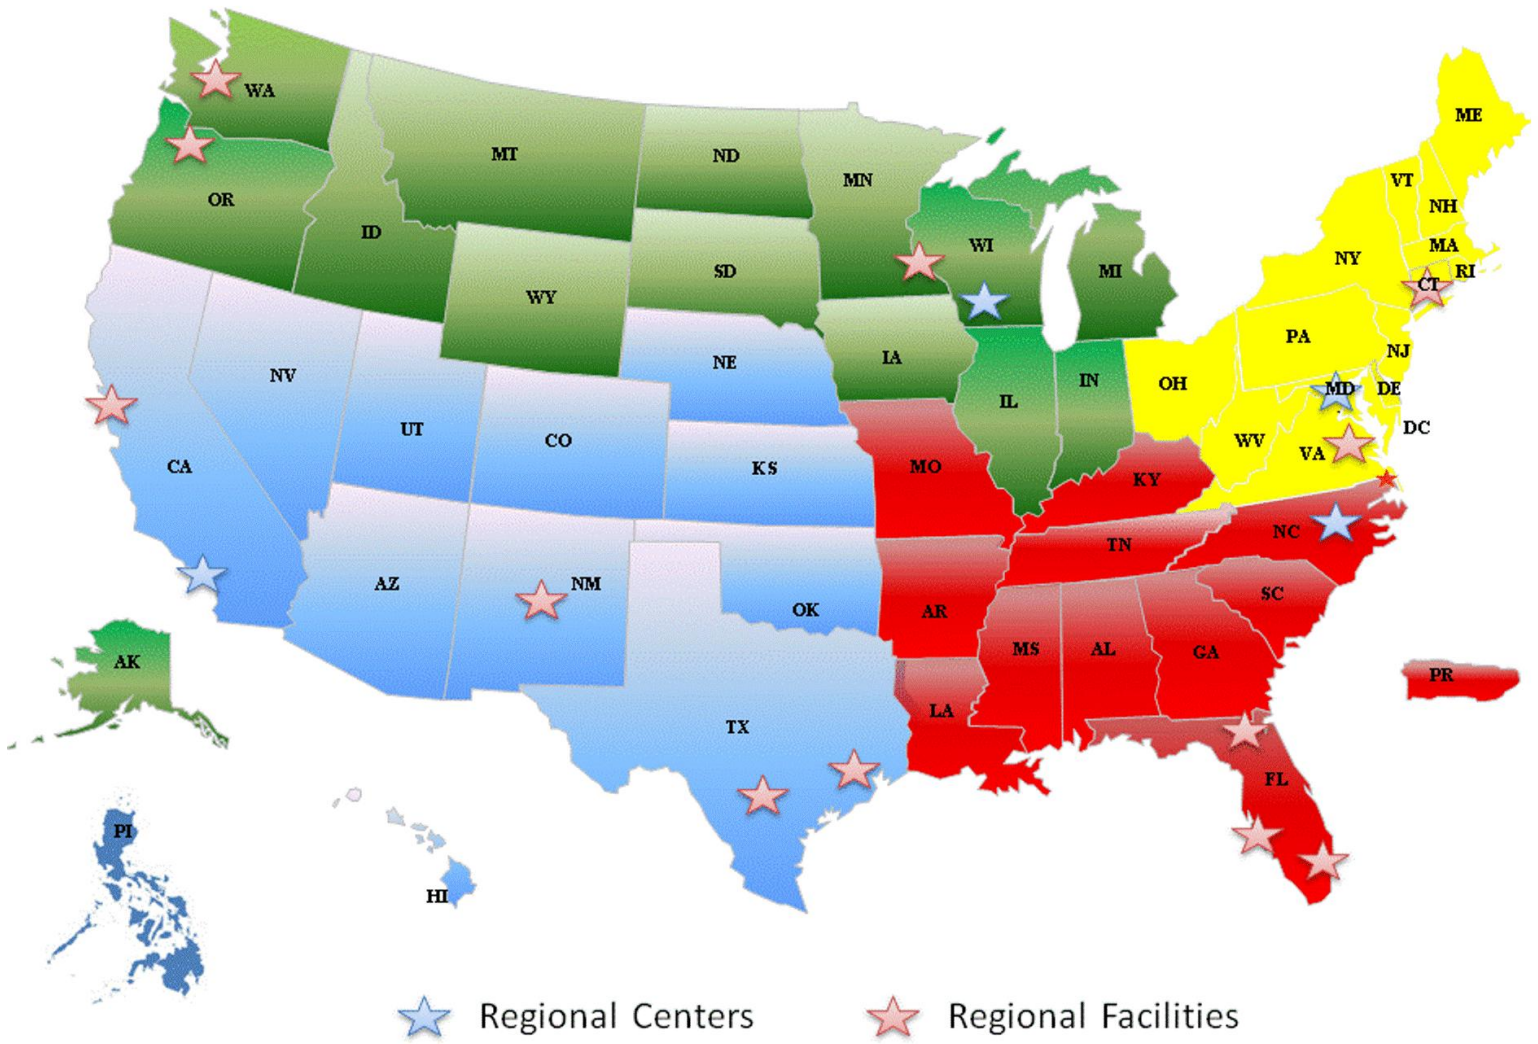 WA
ME
MT
ND
VT
MN
OR
NH
ID
WI
MA
NY
MI
SD
RI
CT
WY
PA
NJ
IA
NE
NV
IN
OH
MD
DE
IL
UT
DC
CO
WV
VA
CA
KS
MO
KY
NC
TN
AZ
NM
SC
OK
AR
MS
AL
GA
AK
PR
LA
TX
FL
PI
HI
Regional Centers
Regional Facilities